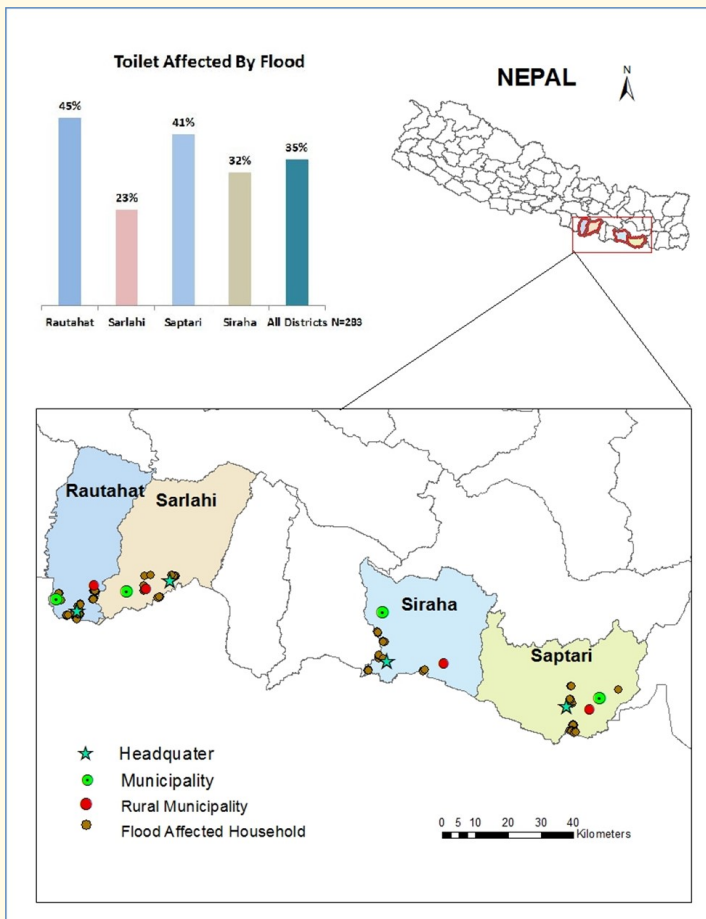 Toilet Affected By Flood
45%
23%
41%
32%
35%
Rautahat Sarlahi Saptari Siraha All Districts N=283
NEPAL
N
Rautahat
Sarlahi
Siraha
Saptari
Headquater
Municipality
Rural Municipality
Flood Affected Household
0 5 10 20 30 40
Kilometers